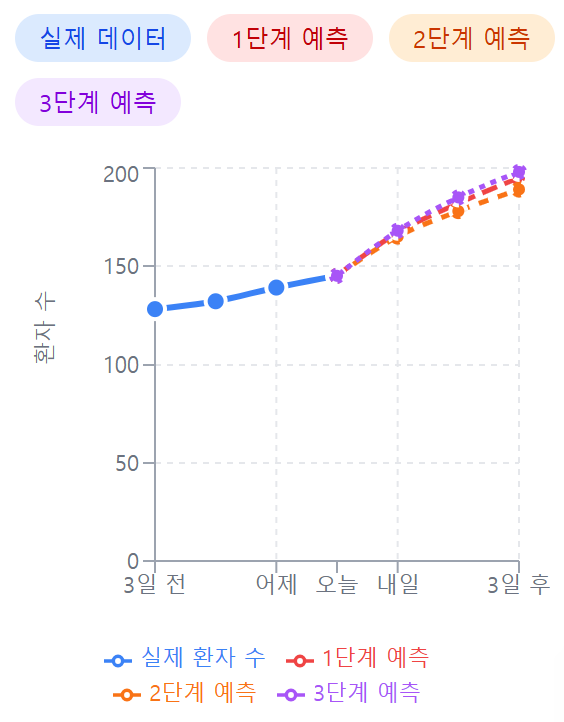 실제 데이터 1단계 예측 2단계 예측
3단계 예측
200
150
환자 수
100
50
0
3일 전 어제 오늘 내일 3일 후
실제 환자 수 1단계 예측
2단계 예측 3단계 예측